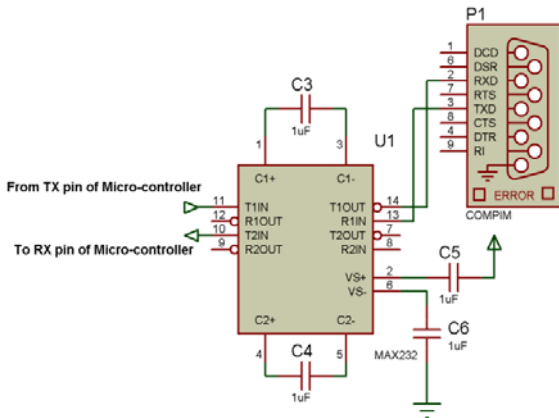 P1
1 DCD
6 DSR
2 RXD
7 RTS
3 TXD
8 CTS
4 DTR
9 RI
ERROR
COMPIM
C3
1uF
1 3
U1
C1+ C1-
From TX pin of Micro-controller
11 T1IN T1OUT 14
12 R1OUT R1IN 13
10 T2IN T2OUT 7
9 R2OUT R2IN 8
To RX pin of Micro-controller
VS+ 2
VS- 6
C5
1uF
C2+ C2-
4 5
C4
1uF
C6
1uF
MAX232